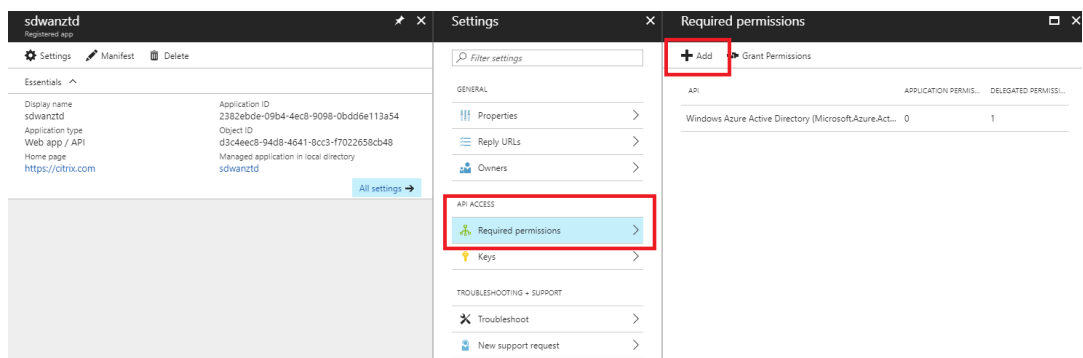 sdwanztd
Registered app
Settings Manifest Delete
Essentials
Display name
sdwanztd
Application type
Web app / API
Home page
https://citrix.com
Application ID
2382ebde-09b4-4ec8-9098-0bdd6e113a54
Object ID
d3c4eec8-94d8-4641-8cc3-f7022658cb48
Managed application in local directory
sdwanztd
All settings
Settings
Filter settings
GENERAL
Properties
Reply URLs
Owners
API ACCESS
Required permissions
Keys
TROUBLESHOOTING + SUPPORT
Troubleshoot
New support request
Required permissions
Add Grant Permissions
API APPLICATION PERMIS... DELEGATED PERMISSI...
Windows Azure Active Directory (Microsoft.Azure.Act... 0 1